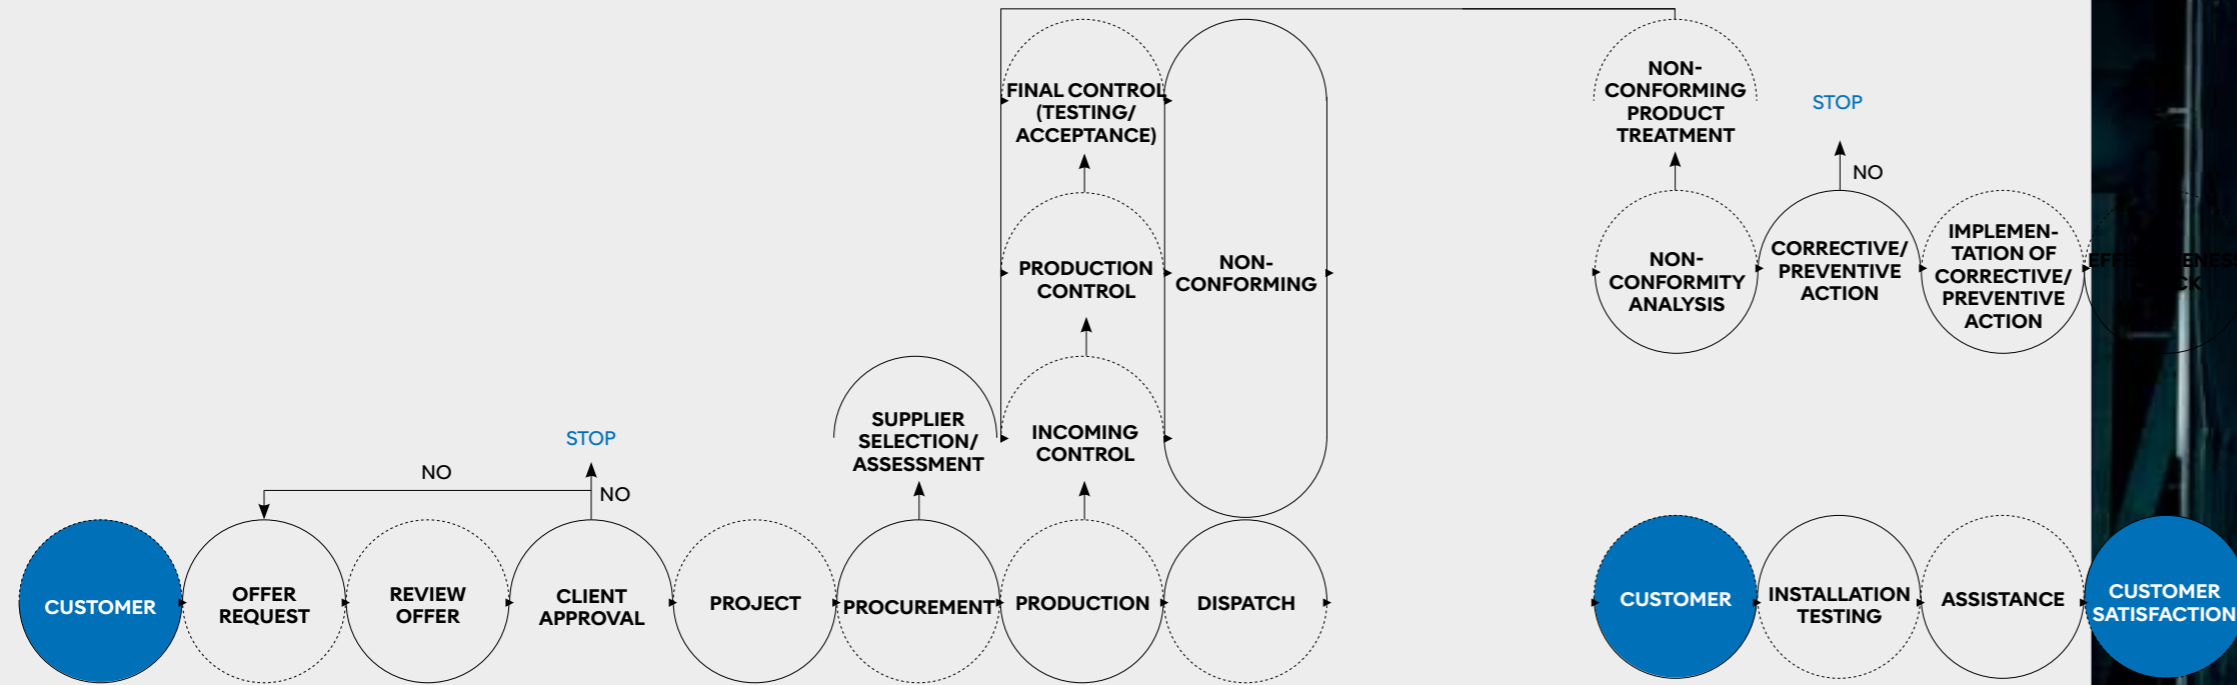 FINAL CONTROL
(TESTING/
ACCEPTANCE)
NON-
CONFORMING
PRODUCT
TREATMENT
STOP
NO
PRODUCTION
CONTROL
NON-
CONFORMING
NON-
CONFORMITY
ANALYSIS
CORRECTIVE/
PREVENTIVE
ACTION
IMPLEMEN-
TATION OF
CORRECTIVE/
PREVENTIVE
ACTION
SUPPLIER
SELECTION/
ASSESSMENT
INCOMING
CONTROL
STOP
NO
NO
CUSTOMER
OFFER
REQUEST
REVIEW
OFFER
CLIENT
APPROVAL
PROJECT
PROCUREMENT
PRODUCTION
DISPATCH
CUSTOMER
INSTALLATION
TESTING
ASSISTANCE
CUSTOMER
SATISFACTION